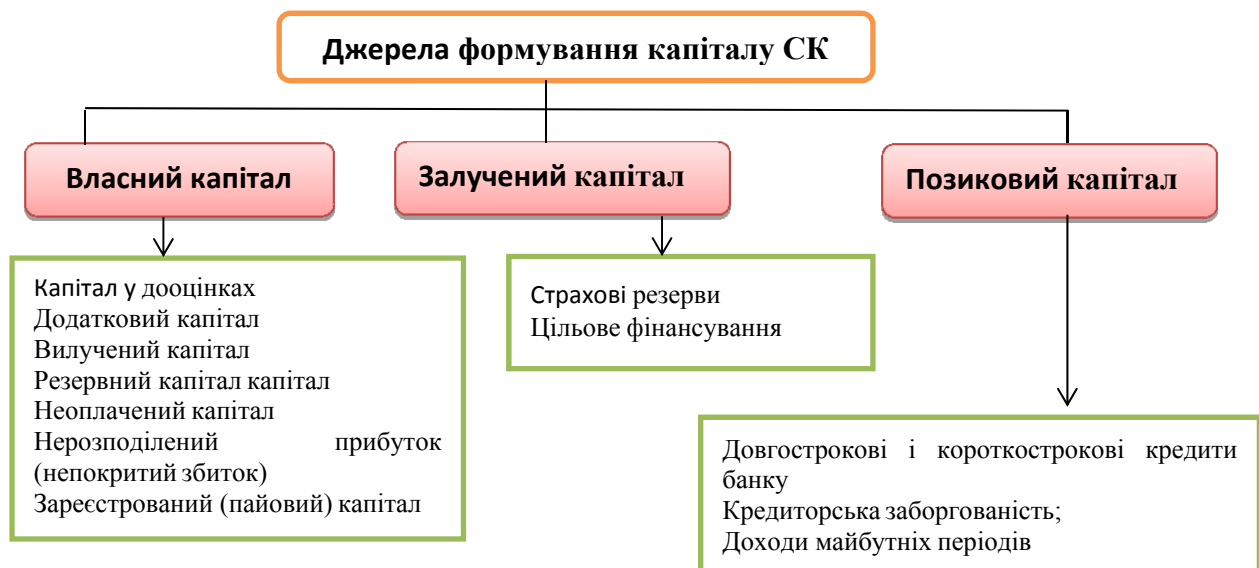 Джерела формування капіталу СК
Власний капітал
Залучений капітал
Позиковий капітал
Капітал у дооцінках
Додатковий капітал
Вилучений капітал
Резервний капітал капітал
Неоплачений капітал
Нерозподілений прибуток
(непокритий збиток)
Зареєстрований (пайовий) капітал
Страхові резерви
Цільове фінансування
Довгострокові і короткострокові кредити
банку
Кредиторська заборгованість;
Доходи майбутніх періодів